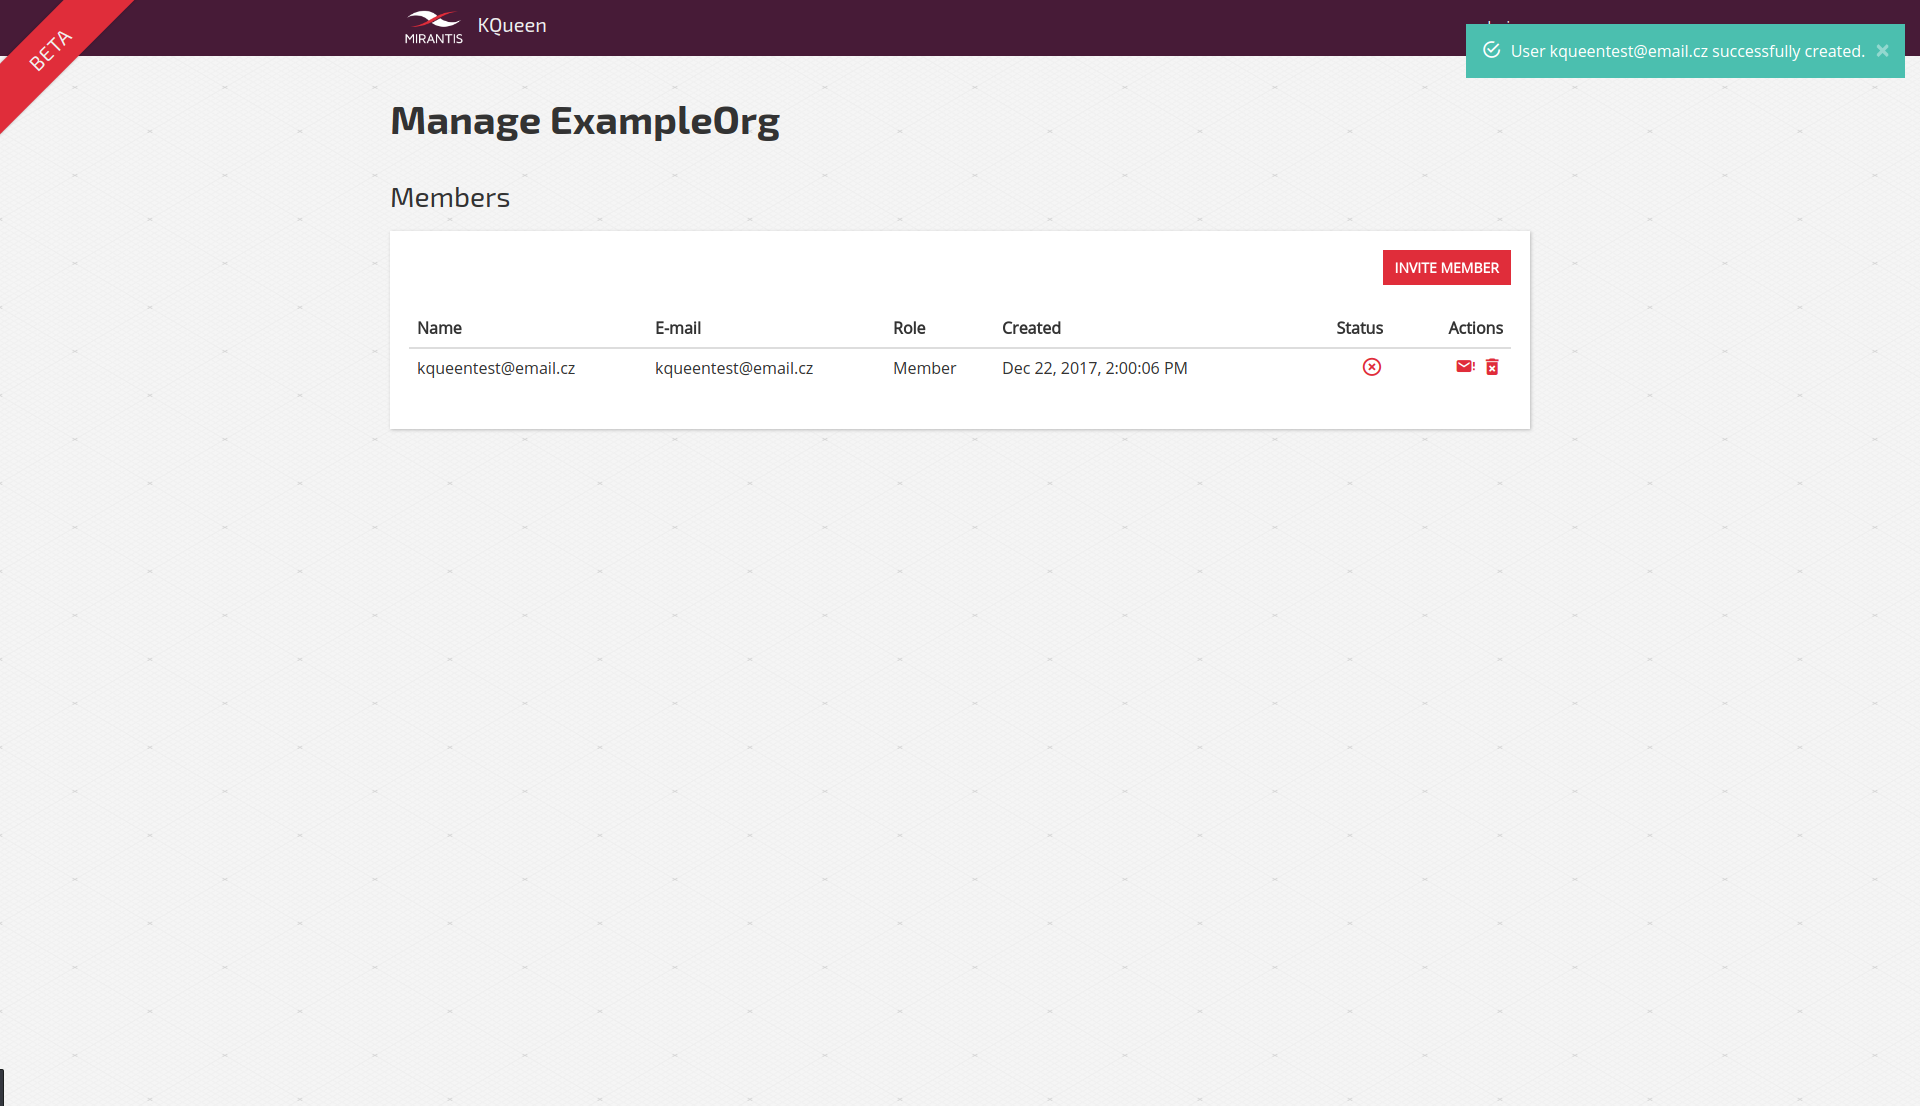 BETA
MIRANTIS
KQueen
User kqueentest@email.cz successfully created.
Manage ExampleOrg
Members
INVITE MEMBER
Name E-mail Role Created Status Actions
kqueentest@email.cz kqueentest@email.cz Member Dec 22, 2017, 2:00:06 PM